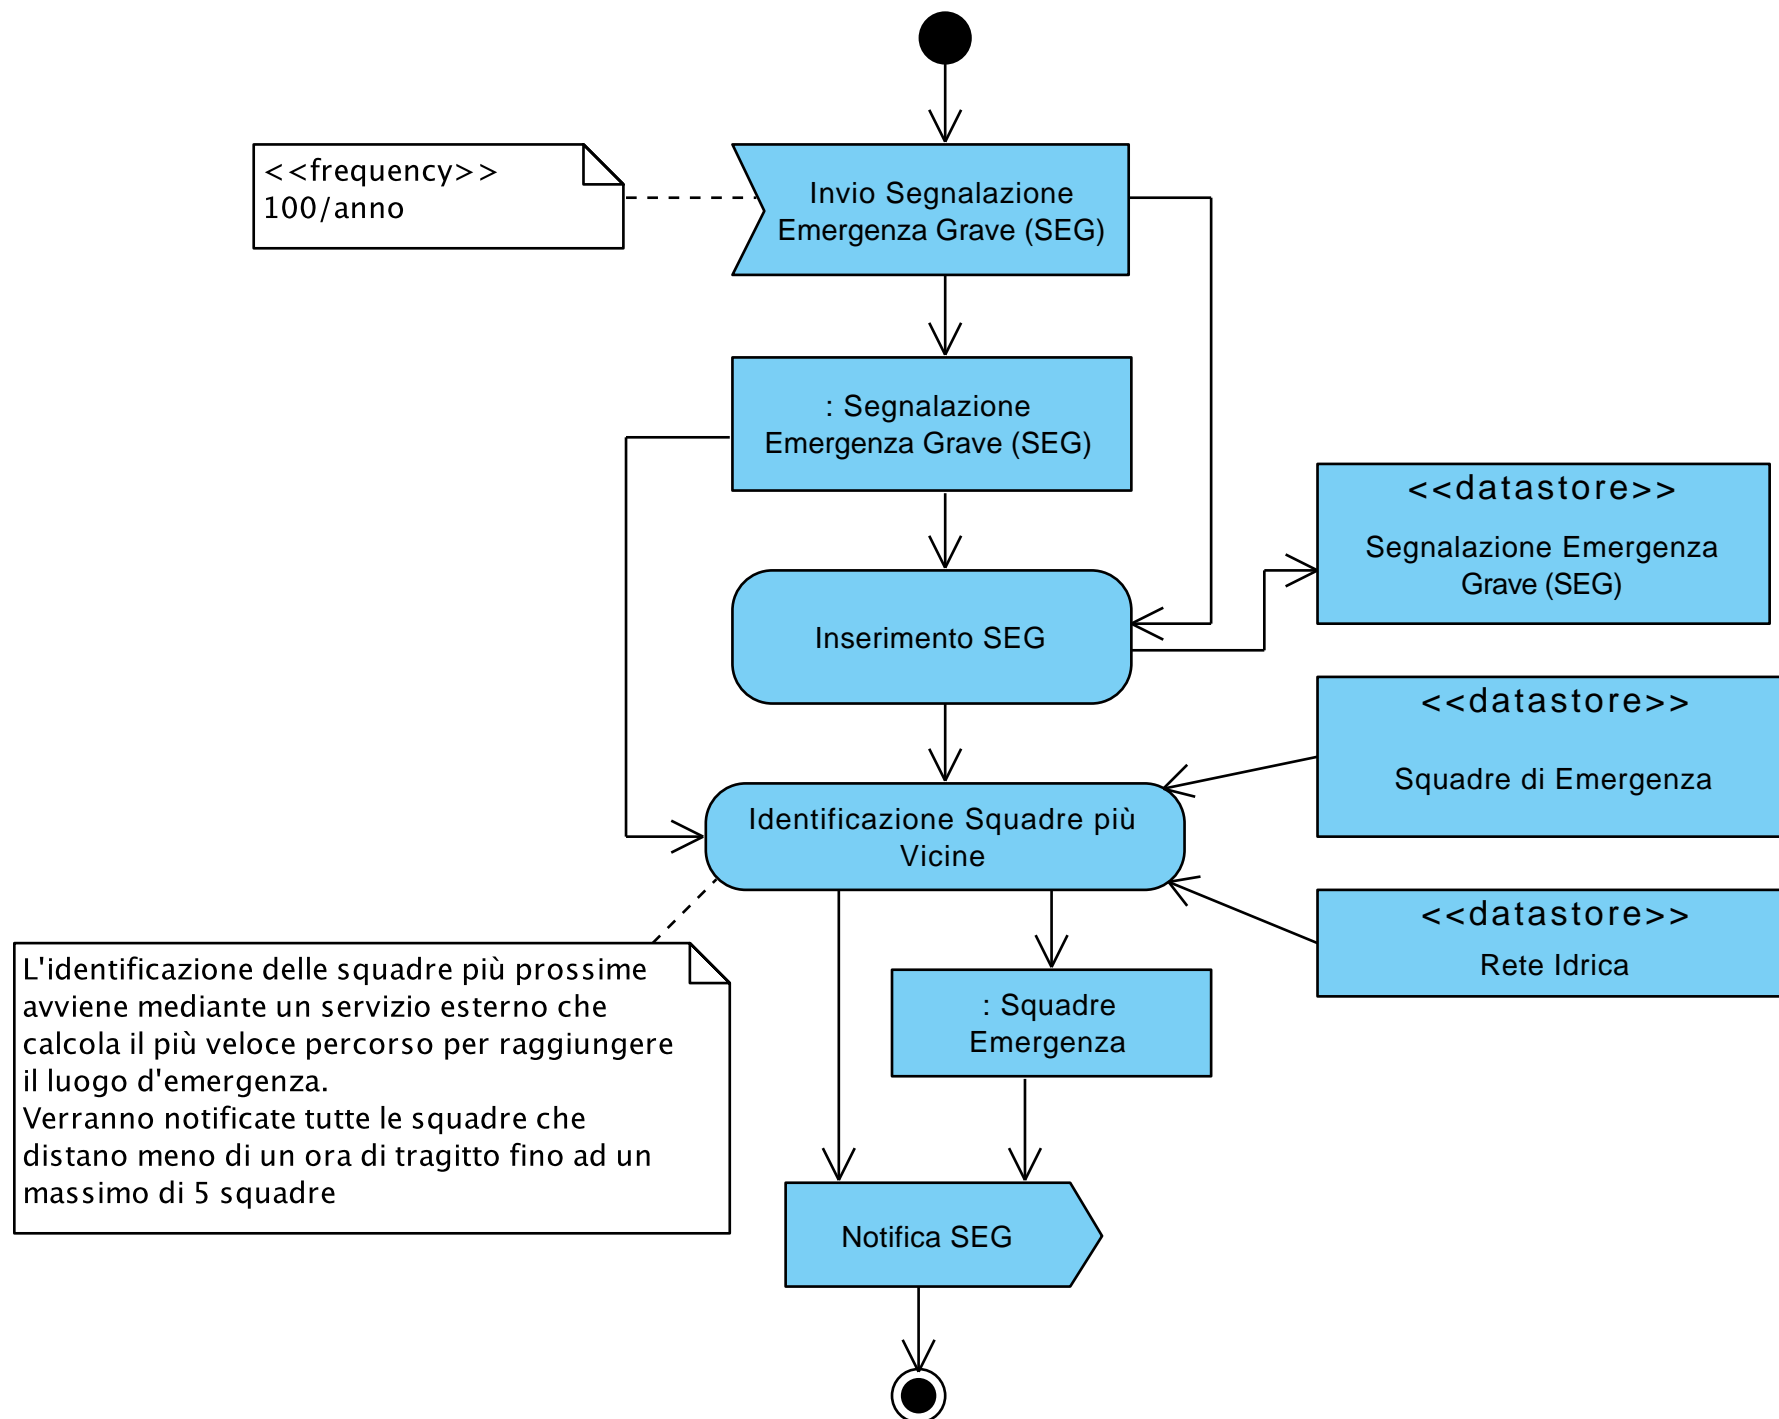 <<frequency>>
100/anno
Invio Segnalazione
Emergenza Grave (SEG)
: Segnalazione
Emergenza Grave (SEG)
<<datastore>>
Segnalazione Emergenza
Grave (SEG)
Inserimento SEG
<<datastore>>
Squadre di Emergenza
Identificazione Squadre più
Vicine
<<datastore>>
Rete Idrica
L'identificazione delle squadre più prossime
avviene mediante un servizio esterno che
calcola il più veloce percorso per raggiungere
il luogo d'emergenza.
Verranno notificate tutte le squadre che
distano meno di un ora di tragitto fino ad un
massimo di 5 squadre
: Squadre
Emergenza
Notifica SEG